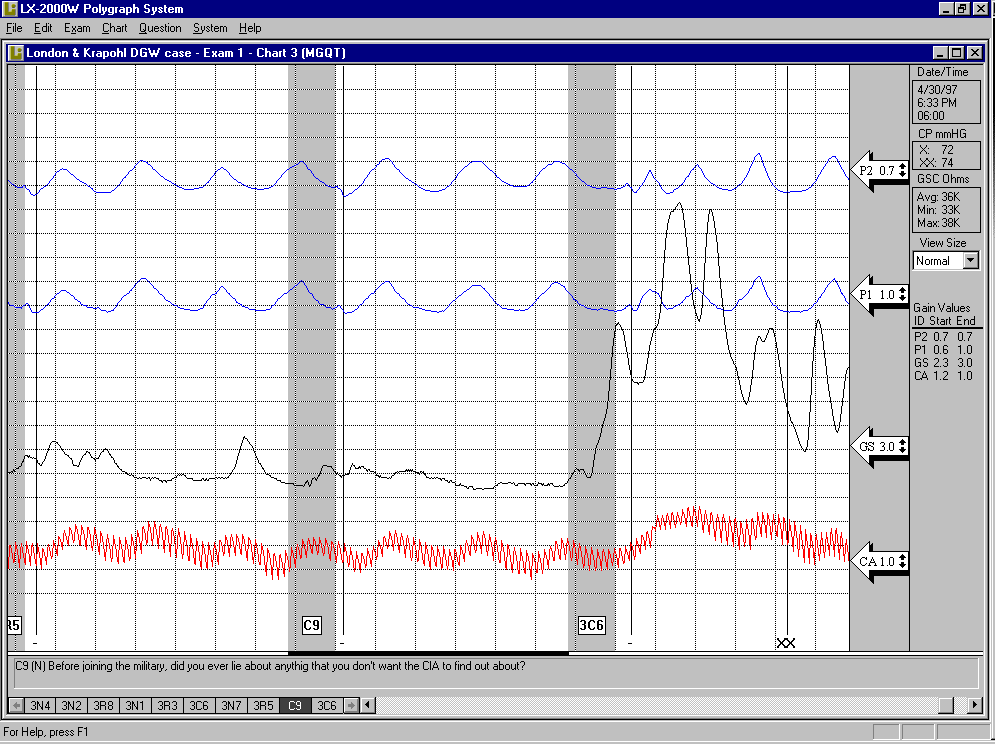 LX-2000W Polygraph System
File Edit Exam Chart Question System Help
London & Krapohl DGW case - Exam 1 - Chart 3 (MGQT)
Date/Time
4/30/97
6:33 PM
06:00
CP mmHG
X: 72
XX: 74
GSC Ohms
Avg: 36K
Min: 33K
Max: 38K
View Size
Normal
Gain Values
ID Start End
P2 0.7 0.7
P1 0.6 1.0
GS 2.3 3.0
CA 1.2 1.0
P2 0.7
P1 1.0
GS 3.0
CA 1.0
R5 C9 3C6
- - - XX
C9 (N) Before joining the military, did you ever lie about anythig that you don't want the CIA to find out about?
3N4 3N2 3R8 3N1 3R3 3C6 3N7 3R5 C9 3C6
For Help, press F1